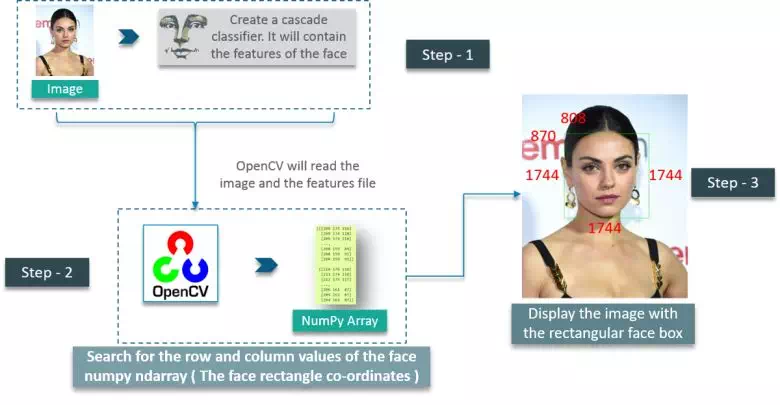 Create a cascade
classifier. It will contain
the features of the face
Image
Step - 1
OpenCV will read the
image and the features file
808
870
1744
1744
1744
Step - 3
Step - 2
OpenCV
NumPy Array
Search for the row and column values of the face
numpy ndarray ( The face rectangle co-ordinates )
Display the image with
the rectangular face box